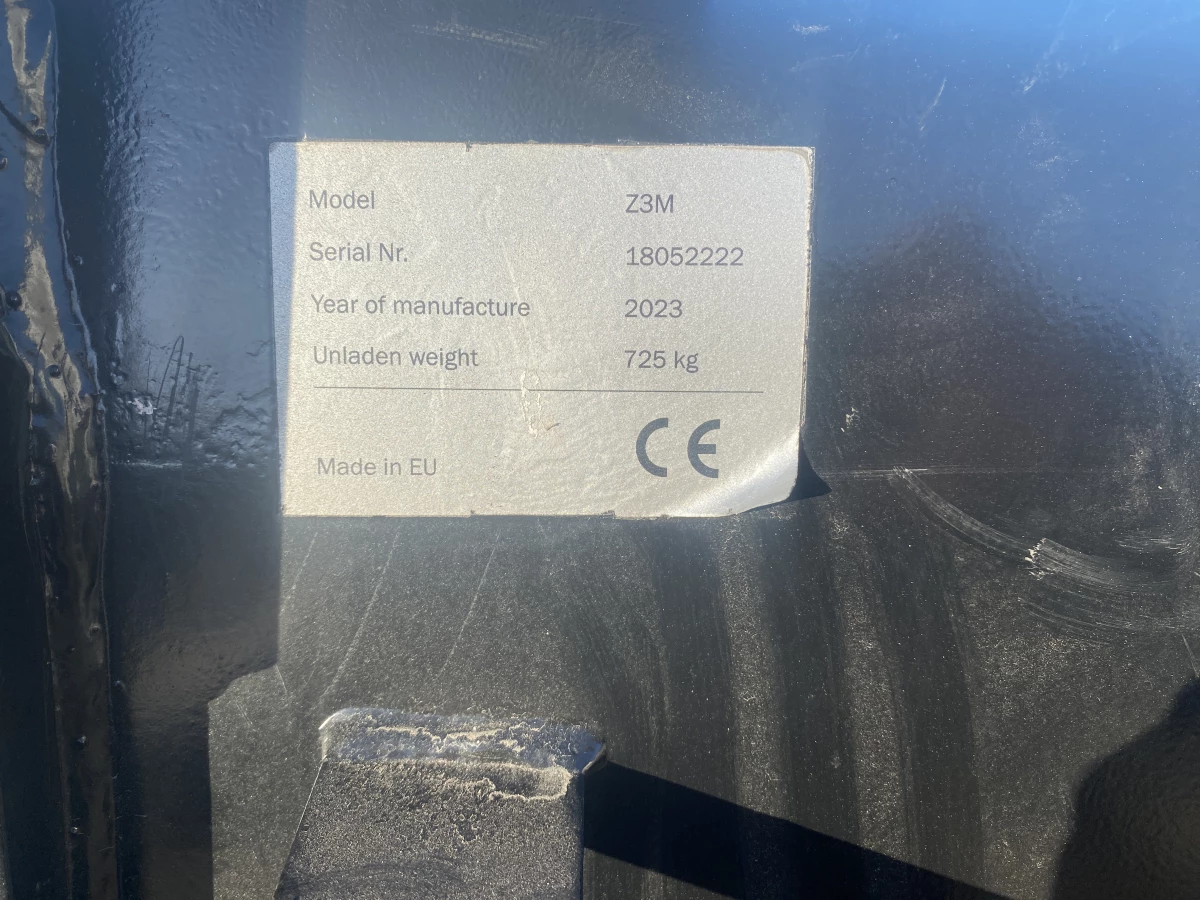 Model Z3M
Serial Nr. 18052222
Year of manufacture 2023
Unladen weight 725 kg
Made in EU CE